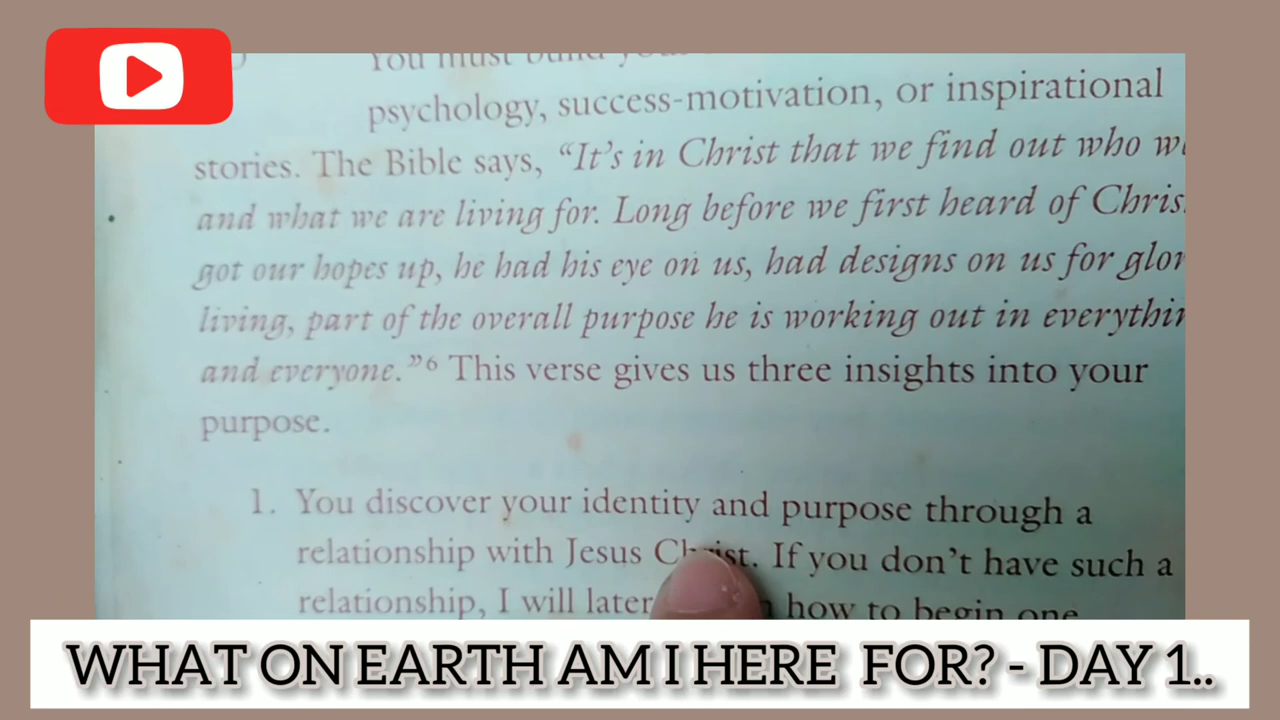 You must build your
psychology, success-motivation, or inspirational
stories. The Bible says, “It’s in Christ that we find out who we
and what we are living for. Long before we first heard of Chris
got our hopes up, he had his eye on us, had designs on us for glor
living, part of the overall purpose he is working out in everythin
and everyone.”6 This verse gives us three insights into your
purpose.
1. You discover your identity and purpose through a
relationship with Jesus Christ. If you don’t have such a
relationship, I will later how to begin one
WHAT ON EARTH AM I HERE FOR? - DAY 1..